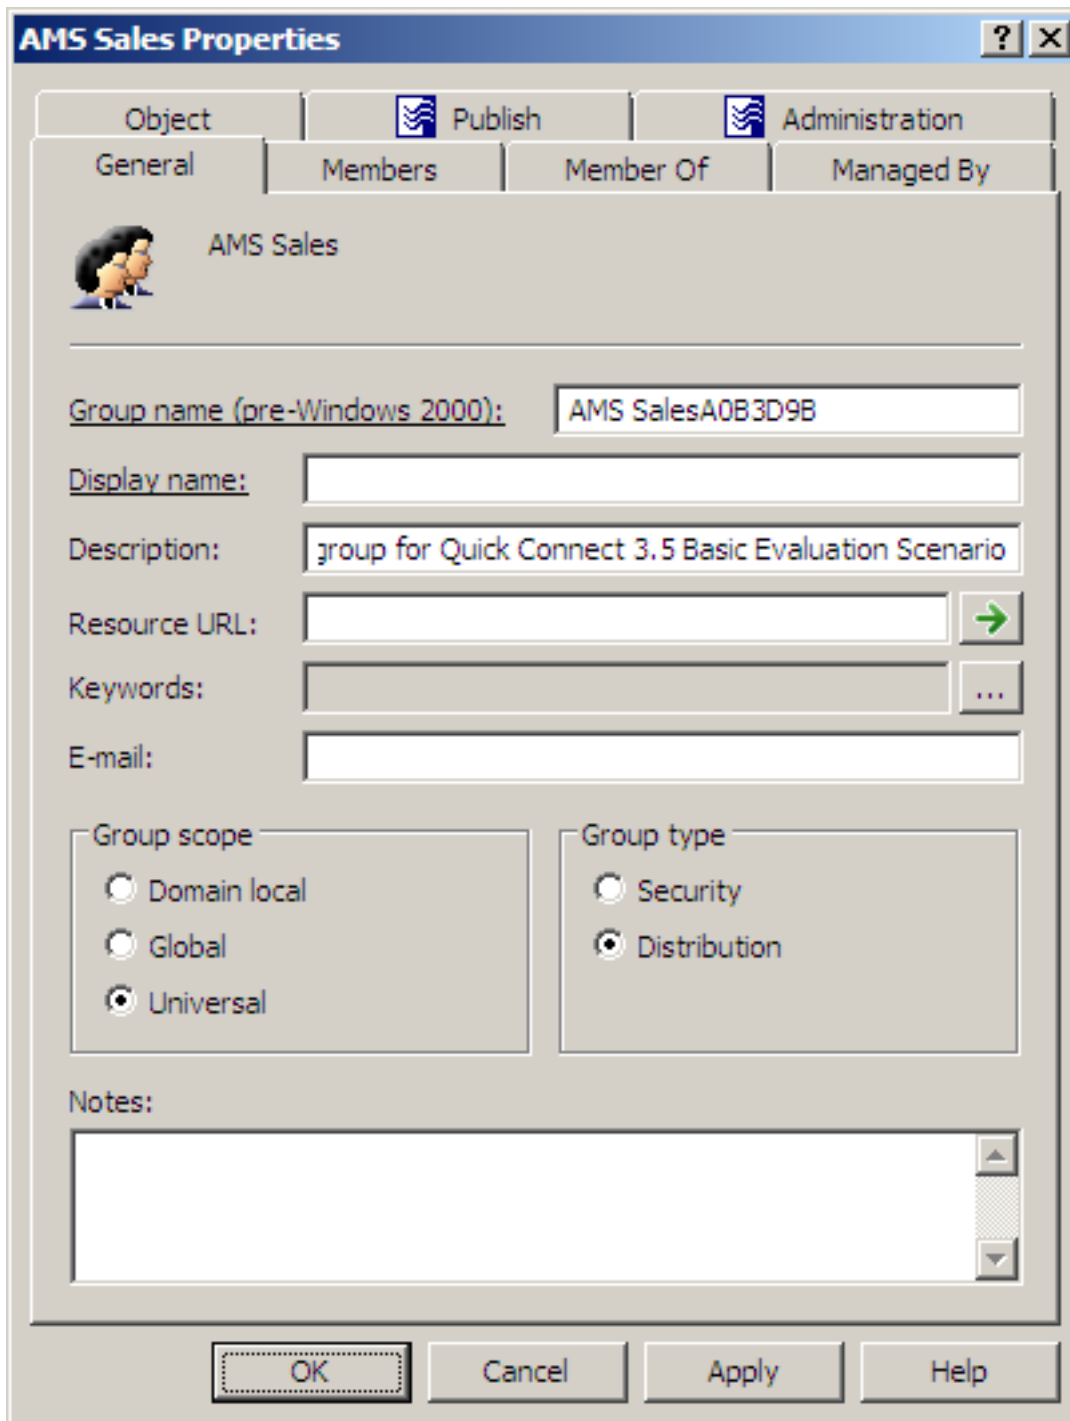 AMS Sales Properties
Object Publish Administration
General Members Member Of Managed By
AMS Sales
Group name (pre-Windows 2000): AMS SalesA0B3D9B
Display name:
Description: group for Quick Connect 3.5 Basic Evaluation Scenario
Resource URL:
Keywords: ...
E-mail:
Group scope Group type
Domain local Security
Global Distribution
Universal
Notes:
OK Cancel Apply Help